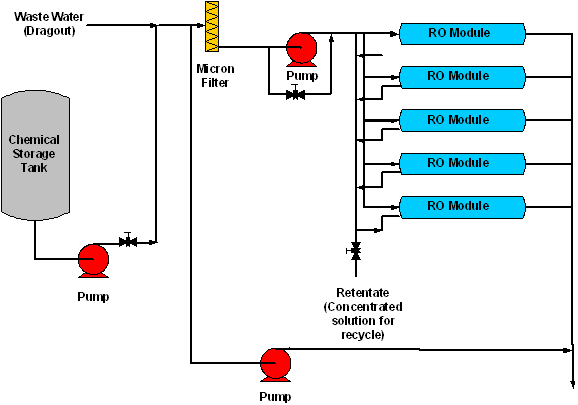 Waste Water
(Dragout)
Micron
Filter
Pump
RO Module
RO Module
RO Module
RO Module
RO Module
Chemical
Storage
Tank
Pump
Retentate
(Concentrated
solution for
recycle)
Pump